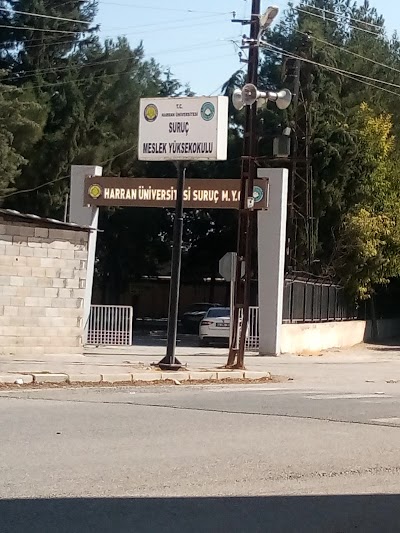 T.C.
HARRAN ÜNİVERSİTESİ
SURUÇ
MESLEK YÜKSEKOKULU
HARRAN ÜNİVERSİTESİ SURUÇ M.Y.